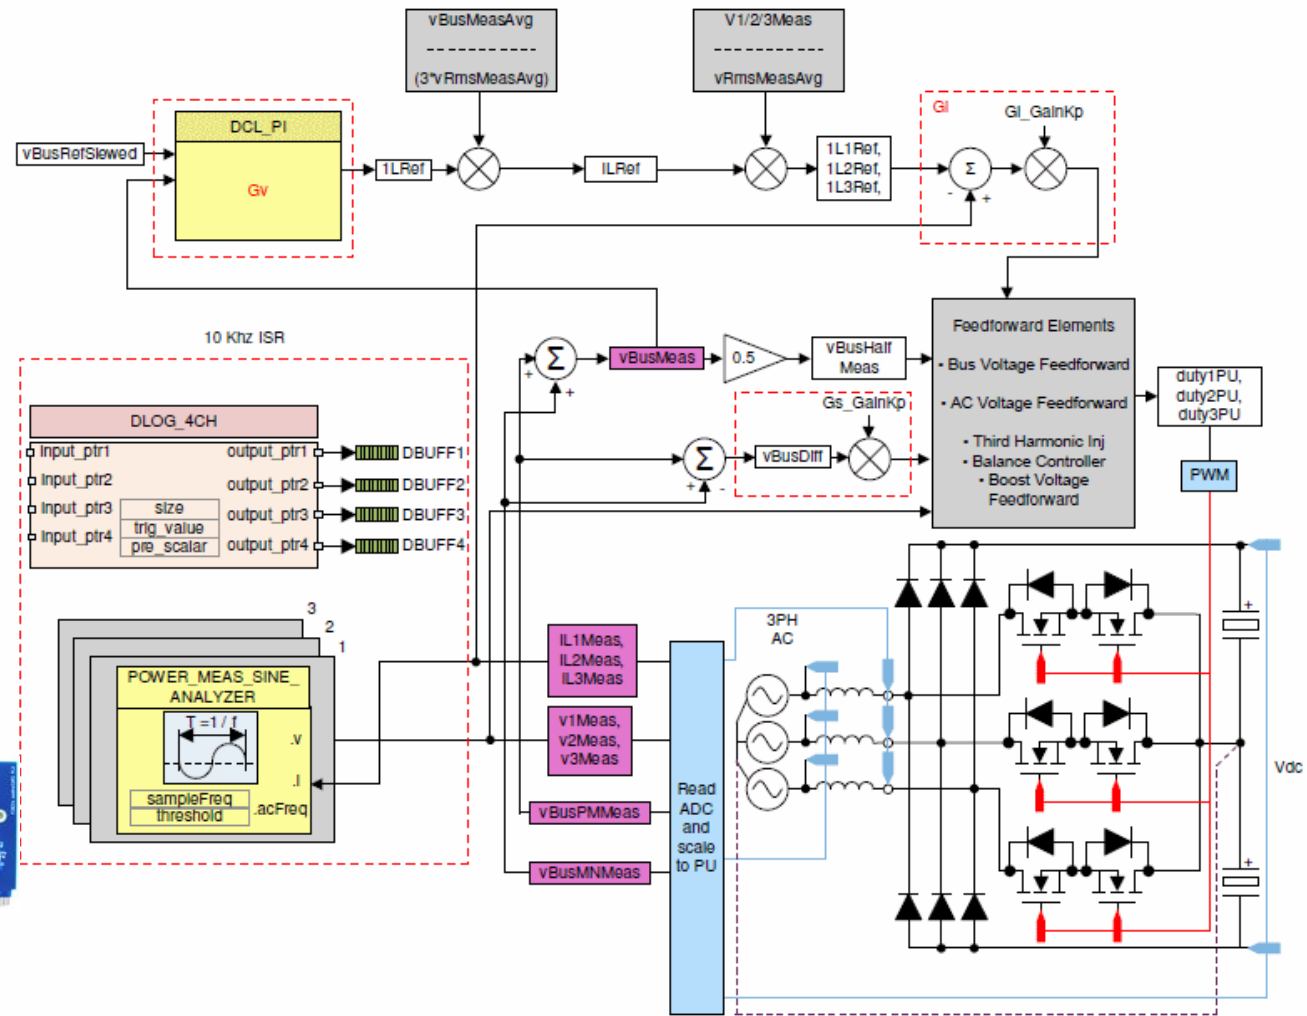 vBusMeasAvg
(3*vRmsMeasAvg)
V1/2/3Meas
vRmsMeasAvg
DCL_PI
Gv
vBusRefSlewed
1LRef
ILRef
1L1Ref,
1L2Ref,
1L3Ref,
GI
GI_GainKp
Σ
-
+
10 Khz ISR
Σ
+
+
vBusMeas
0.5
vBusHalf
Meas
Feedforward Elements
• Bus Voltage Feedforward
• AC Voltage Feedforward
• Third Harmonic Inj
• Balance Controller
• Boost Voltage
Feedforward
duty1PU,
duty2PU,
duty3PU
PWM
Gs_GainKp
Σ
+
-
vBusDiff
DLOG_4CH
Input_ptr1
Input_ptr2
Input_ptr3
Input_ptr4
size
trig_value
pre_scalar
output_ptr1
output_ptr2
output_ptr3
output_ptr4
DBUFF1
DBUFF2
DBUFF3
DBUFF4
3
2
1
POWER_MEAS_SINE_
ANALYZER
T =1 / f
.v
.I
.acFreq
sampleFreq
threshold
IL1Meas,
IL2Meas,
IL3Meas
v1Meas,
v2Meas,
v3Meas
vBusPMMeas
vBusMNMeas
Read
ADC
and
scale
to PU
3PH
AC
+
+
Vdc